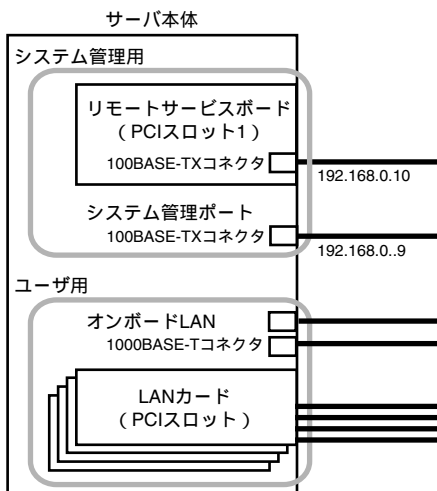 サーバ本体
システム管理用
リモートサービスボード
（PCIスロット1）
100BASE-TXコネクタ
192.168.0.10
システム管理ポート
100BASE-TXコネクタ
192.168.0..9
ユーザ用
オンボードLAN
1000BASE-Tコネクタ
LANカード
（PCIスロット）